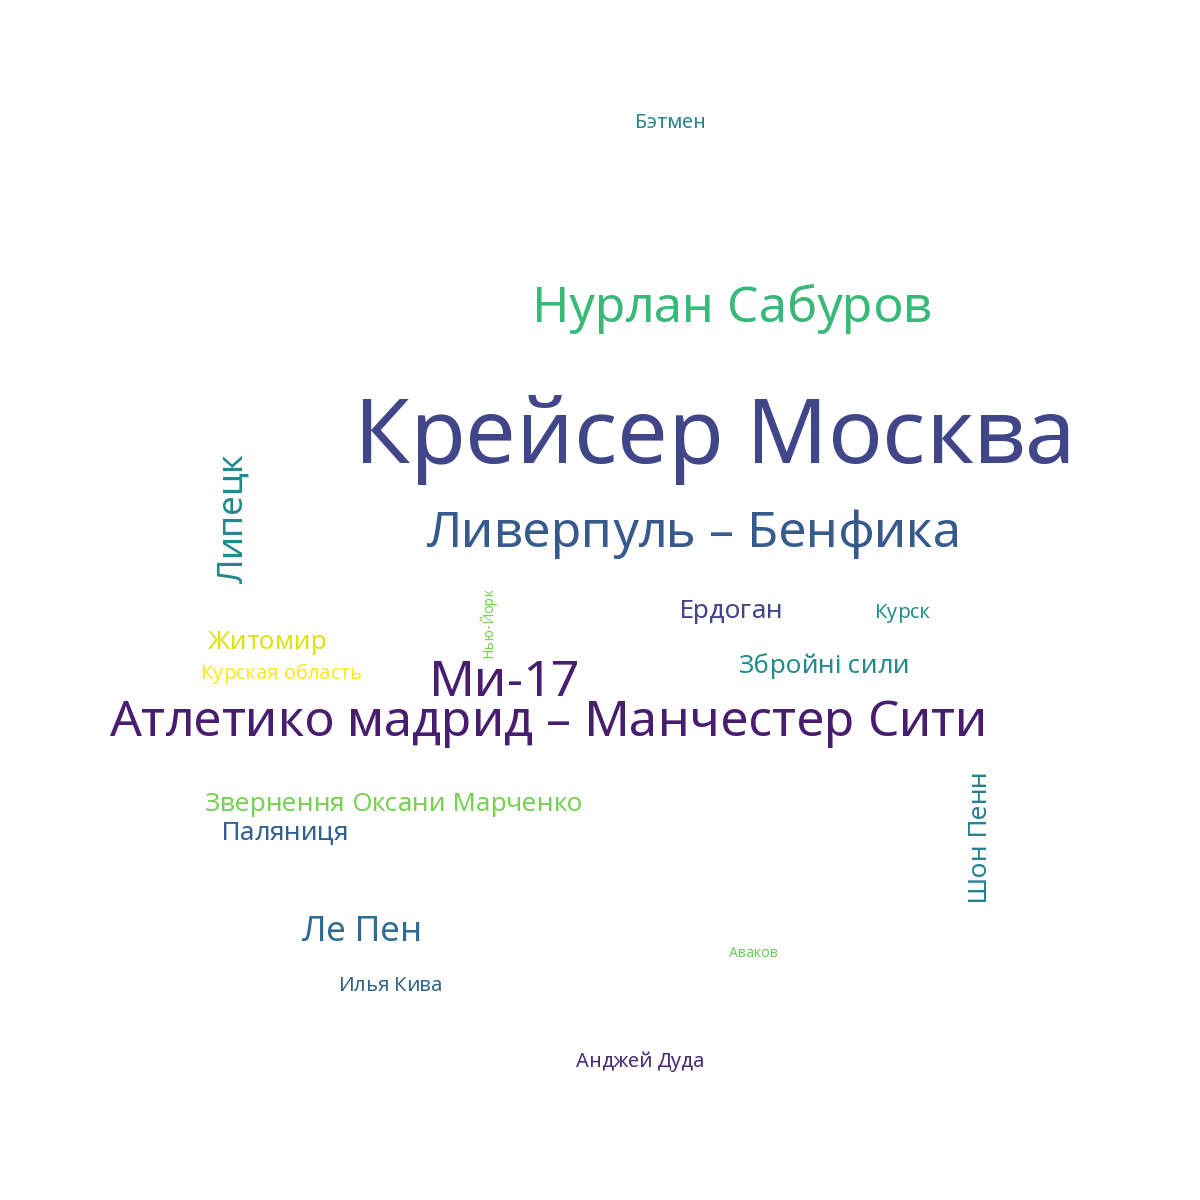 Бэтмен
Нурлан Сабуров
Крейсер Москва
Липецк
Ливерпуль – Бенфика
Нью-Йорк
Ердоган
Курск
Житомир
Збройні сили
Курская область
Ми-17
Атлетико мадрид – Манчестер Сити
Звернення Оксани Марченко
Паляниця
Шон Пенн
Ле Пен
Аваков
Илья Кива
Анджей Дуда